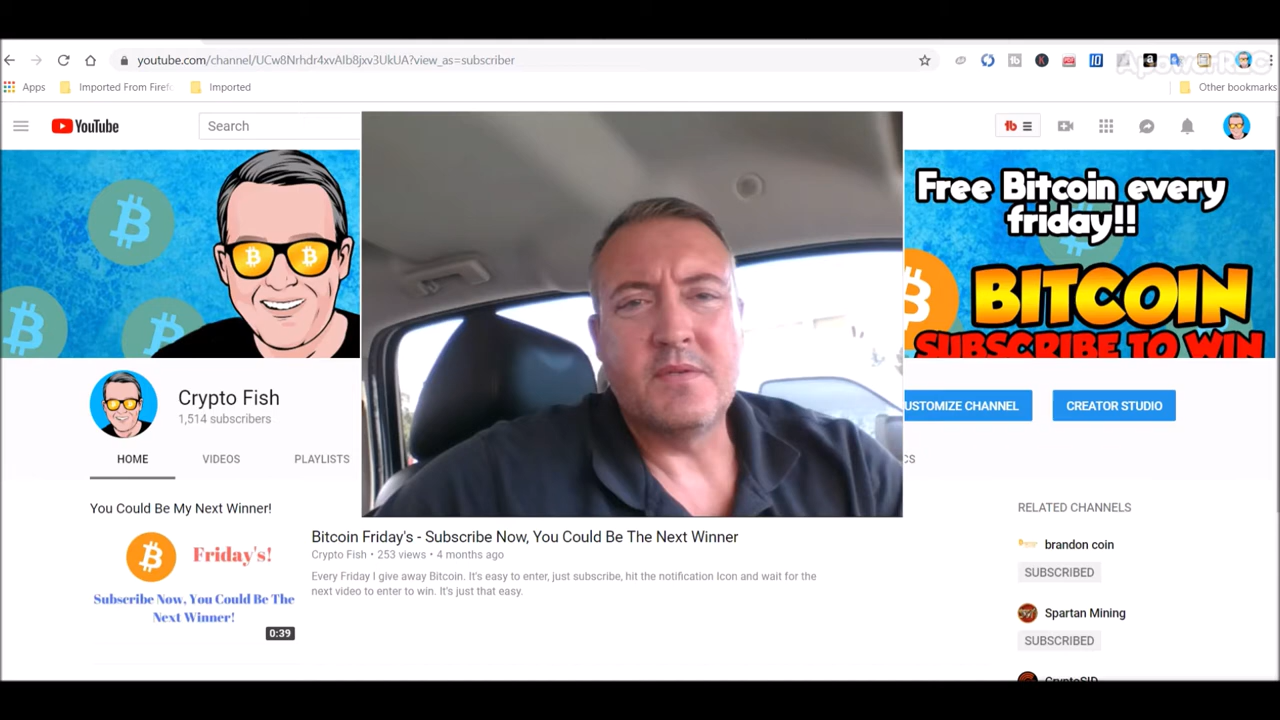 youtube.com/channel/UCw8Nrhdr4xvAIb8jxv3UkUA?view_as=subscriber
ApowerREC
Apps Imported From Firef Imported Other bookmarks
YouTube Search
Free Bitcoin every
friday!!
BITCOIN
SUBSCRIBE TO WIN
Crypto Fish
1,514 subscribers
CUSTOMIZE CHANNEL CREATOR STUDIO
HOME VIDEOS PLAYLISTS
You Could Be My Next Winner!
Friday's!
Subscribe Now, You Could Be The
Next Winner!
0:39
Bitcoin Friday's - Subscribe Now, You Could Be The Next Winner
Crypto Fish • 253 views • 4 months ago
Every Friday I give away Bitcoin. It's easy to enter, just subscribe, hit the notification Icon and wait for the
next video to enter to win. It's just that easy.
RELATED CHANNELS
brandon coin
SUBSCRIBED
Spartan Mining
SUBSCRIBED
CryptoSID